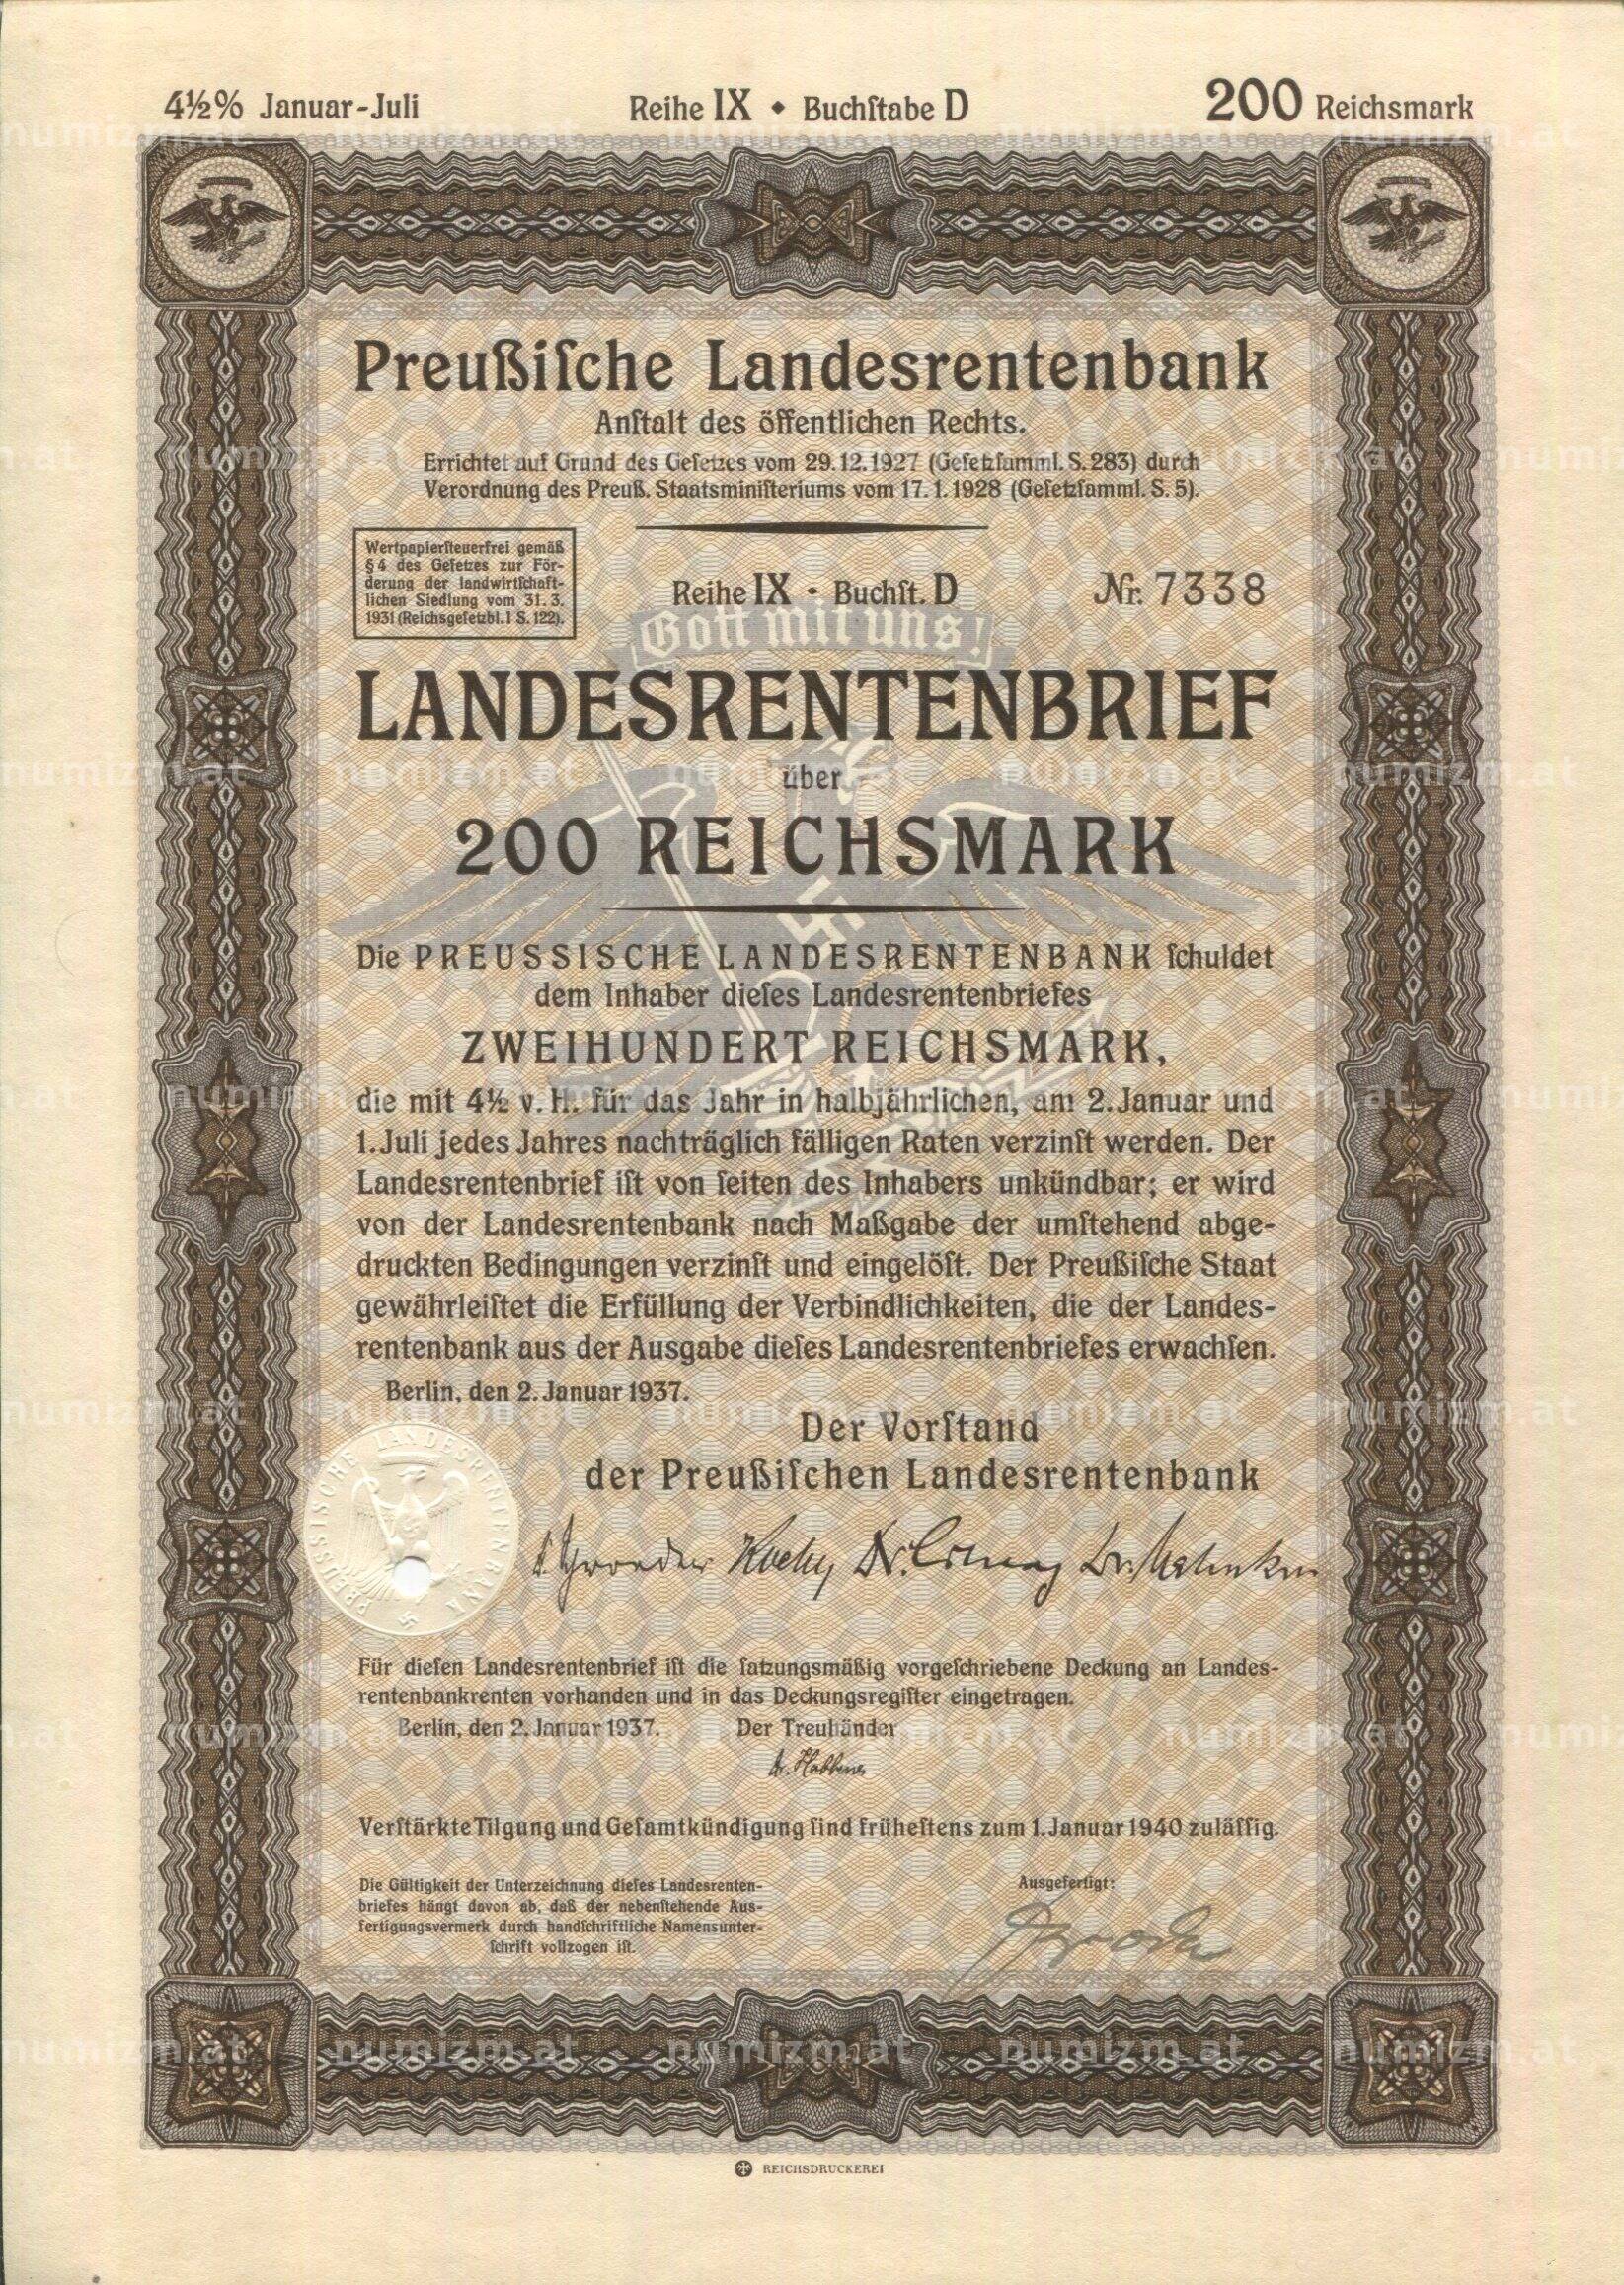 4½% Januar-Juli
Reihe IX • Buchſtabe D
200 Reichsmark
Preußiſche Landesrentenbank
Anſtalt des öffentlichen Rechts.
Errichtet auf Grund des Geſetzes vom 29.12.1927 (Geſetzſamml. S. 283) durch
Verordnung des Preuß. Staatsminiſteriums vom 17.1.1928 (Geſetzſamml. S. 5).
Wertpapierſteuerfrei gemäß
§ 4 des Geſetzes zur För-
derung der landwirtſchaft-
lichen Siedlung vom 31.3.
1931 (Reichsgeſetzbl. I S. 122).
Reihe IX • Buchſt. D
Nr. 7338
Gott mit uns!
LANDESRENTENBRIEF
über
200 REICHSMARK
Die PREUSSISCHE LANDESRENTENBANK ſchuldet
dem Inhaber dieſes Landesrentenbriefes
ZWEIHUNDERT REICHSMARK,
die mit 4½ v. H. für das Jahr in halbjährlichen, am 2. Januar und
1. Juli jedes Jahres nachträglich fälligen Raten verzinſt werden. Der
Landesrentenbrief iſt von ſeiten des Inhabers unkündbar; er wird
von der Landesrentenbank nach Maßgabe der umſtehend abge-
druckten Bedingungen verzinſt und eingelöſt. Der Preußiſche Staat
gewährleiſtet die Erfüllung der Verbindlichkeiten, die der Landes-
rentenbank aus der Ausgabe dieſes Landesrentenbriefes erwachſen.
Berlin, den 2. Januar 1937.
Der Vorſtand
der Preußiſchen Landesrentenbank
PREUSSISCHE LANDESRENTENBANK
Für dieſen Landesrentenbrief iſt die ſatzungsmäßig vorgeſchriebene Deckung an Landes-
rentenbankrenten vorhanden und in das Deckungsregiſter eingetragen.
Berlin, den 2. Januar 1937. Der Treuhänder
Verſtärkte Tilgung und Geſamtkündigung ſind früheſtens zum 1. Januar 1940 zuläſſig.
Die Gültigkeit der Unterzeichnung dieſes Landesrenten-
briefes hängt davon ab, daß der nebenſtehende Aus-
fertigungsvermerk durch handſchriftliche Namensunter-
ſchrift vollzogen iſt.
Ausgefertigt:
REICHSDRUCKEREI
numizm.at